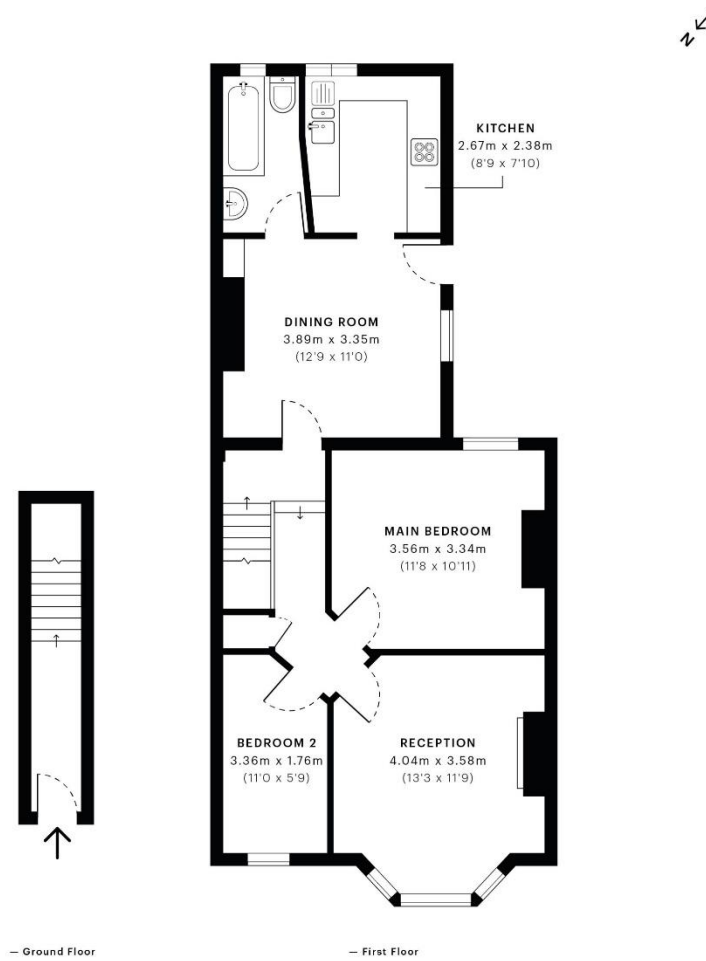 N
KITCHEN
2.67m x 2.38m
(8'9 x 7'10)
DINING ROOM
3.89m x 3.35m
(12'9 x 11'0)
MAIN BEDROOM
3.56m x 3.34m
(11'8 x 10'11)
BEDROOM 2
3.36m x 1.76m
(11'0 x 5'9)
RECEPTION
4.04m x 3.58m
(13'3 x 11'9)
— Ground Floor
— First Floor